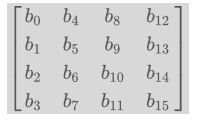 b₀ b₄ b₈ b₁₂
b₁ b₅ b₉ b₁₃
b₂ b₆ b₁₀ b₁₄
b₃ b₇ b₁₁ b₁₅